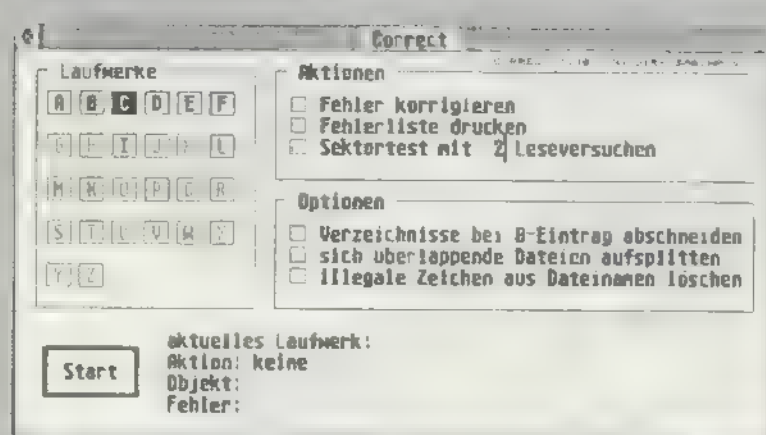 Correct
Laufwerke
A B C D E F
I J L
M N O P Q R
S T U V W X
Y Z
Aktionen
Fehler korrigieren
Fehlerliste drucken
Sektortest mit 2 Leseversuchen
Optionen
Verzeichnisse bei 0-Eintrag abschneiden
sich überlappende Dateien aufsplitten
illegale Zeichen aus Dateinamen löschen
Start
aktuelles Laufwerk:
Aktion: keine
Objekt:
Fehler: